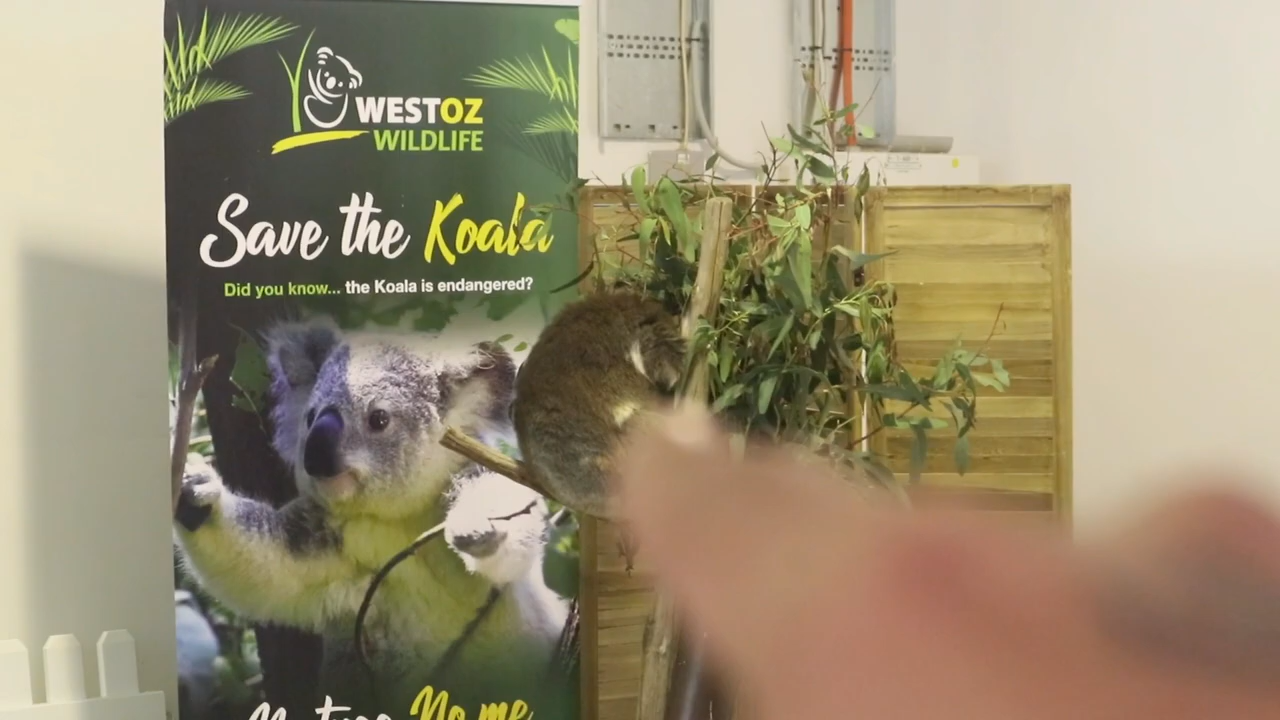 WESTOZ
WILDLIFE
Save the Koala
Did you know... the Koala is endangered?